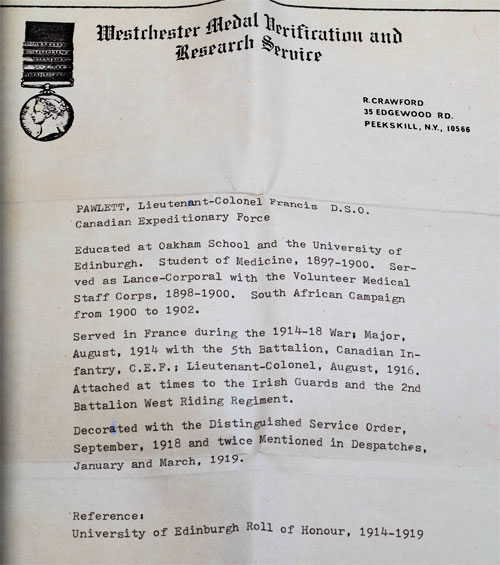 Westchester Medal Verification and
Research Service
R.CRAWFORD
35 EDGEWOOD RD.
PEEKSKILL, N.Y., 10566
PAWLETT, Lieutenant-Colonel Francis D.S.O.
Canadian Expeditionary Force
Educated at Oakham School and the University of
Edinburgh. Student of Medicine, 1897-1900. Ser-
ved as Lance-Corporal with the Volunteer Medical
Staff Corps, 1898-1900. South African Campaign
from 1900 to 1902.
Served in France during the 1914-18 War; Major,
August, 1914 with the 5th Battalion, Canadian In-
fantry, C.E.F.; Lieutenant-Colonel, August, 1916.
Attached at times to the Irish Guards and the 2nd
Battalion West Riding Regiment.
Decorated with the Distinguished Service Order,
September, 1918 and twice Mentioned in Despatches,
January and March, 1919.
Reference:
University of Edinburgh Roll of Honour, 1914-1919